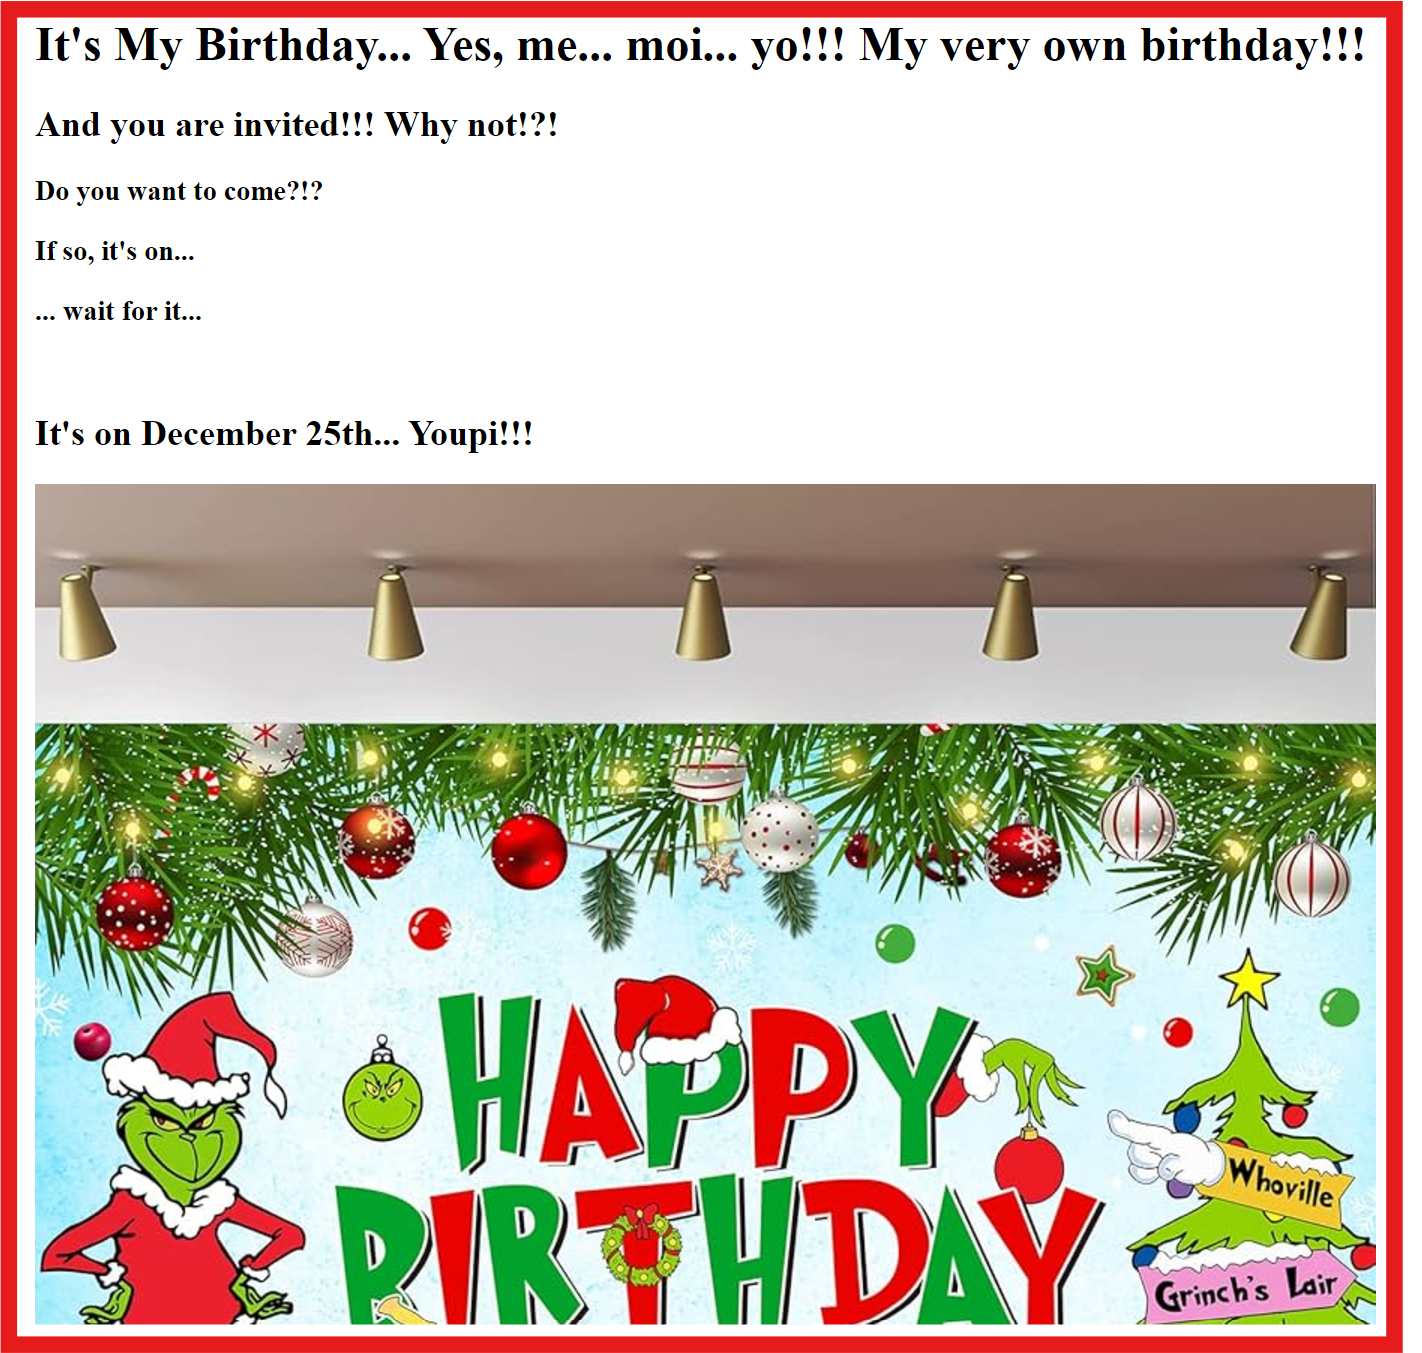 It's My Birthday... Yes, me... moi... yo!!! My very own birthday!!!
And you are invited!!! Why not!?!
Do you want to come?!?
If so, it's on...
... wait for it...
It's on December 25th... Youpi!!!
HAPPY
BIRTHDAY
Whoville
Grinch's Lair